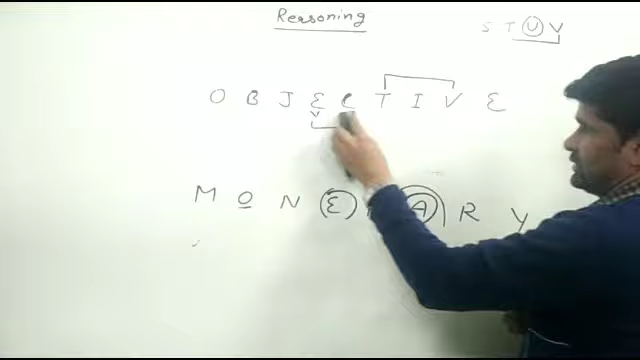 Reasoning
S T U V
O B J E C T I V E
M O N E A R Y